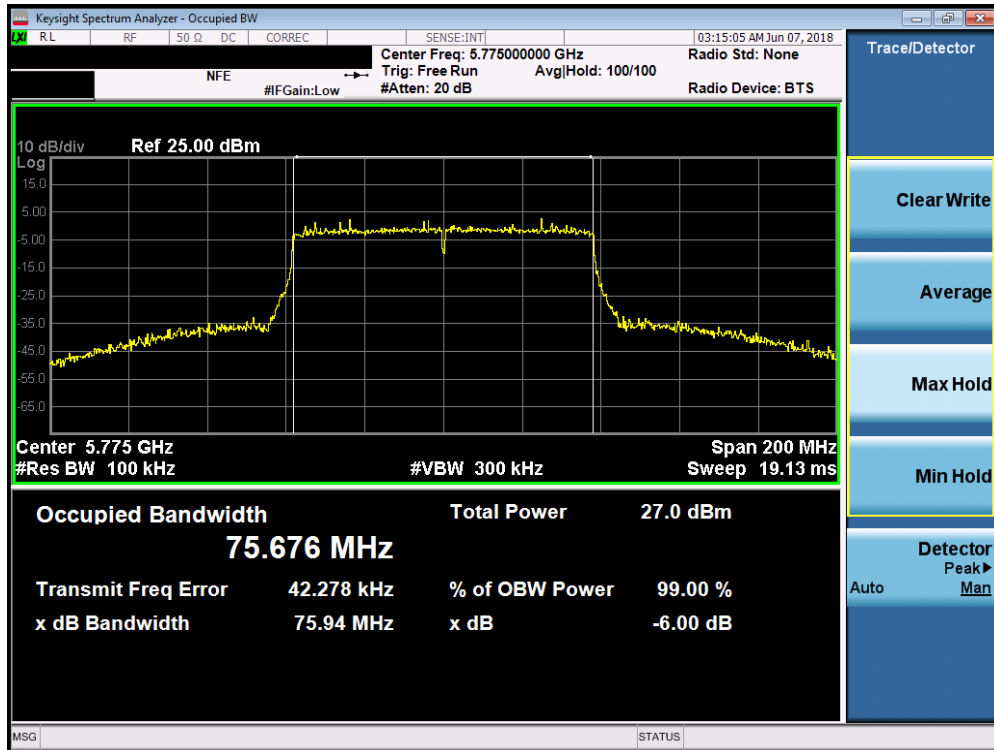 Keysight Spectrum Analyzer - Occupied BW
LXI RL RF 50 Ω DC CORREC SENSE:INT 03:15:05 AM Jun 07, 2018
Center Freq: 5.775000000 GHz Radio Std: None
NFE Trig: Free Run Avg|Hold: 100/100
#IFGain:Low #Atten: 20 dB Radio Device: BTS
10 dB/div Ref 25.00 dBm
Log
15.0
5.00
-5.00
-15.0
-25.0
-35.0
-45.0
-55.0
-65.0
Center 5.775 GHz Span 200 MHz
#Res BW 100 kHz #VBW 300 kHz Sweep 19.13 ms
Occupied Bandwidth Total Power 27.0 dBm
75.676 MHz
Transmit Freq Error 42.278 kHz % of OBW Power 99.00 %
x dB Bandwidth 75.94 MHz x dB -6.00 dB
MSG STATUS
Trace/Detector
Clear Write
Average
Max Hold
Min Hold
Detector
Peak▶
Auto Man